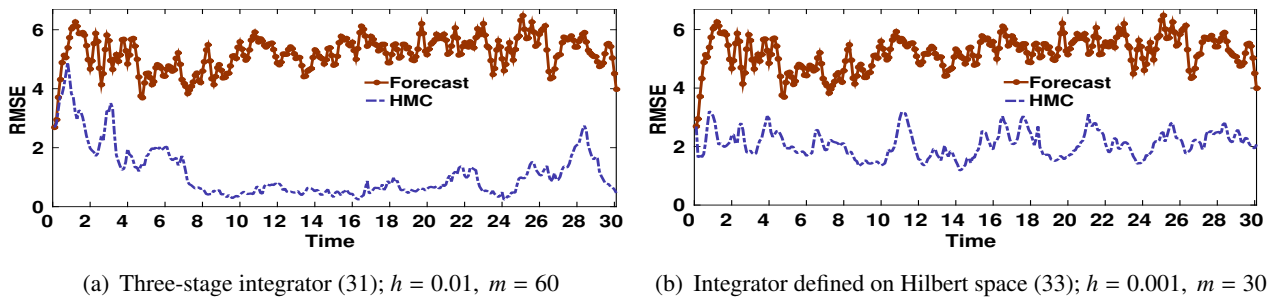 RMSE
6
4
2
0
Forecast
HMC
0 2 4 6 8 10 12 14 16 18 20 22 24 26 28 30
Time
(a) Three-stage integrator (31); h = 0.01, m = 60
RMSE
6
4
2
0
Forecast
HMC
0 2 4 6 8 10 12 14 16 18 20 22 24 26 28 30
Time
(b) Integrator defined on Hilbert space (33); h = 0.001, m = 30